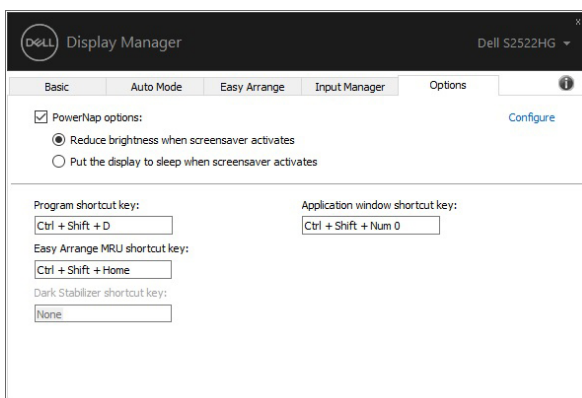 DELL Display Manager Dell S2522HG
x
Basic Auto Mode Easy Arrange Input Manager Options
PowerNap options: Configure
Reduce brightness when screensaver activates
Put the display to sleep when screensaver activates
Program shortcut key: Application window shortcut key:
Ctrl + Shift + D Ctrl + Shift + Num 0
Easy Arrange MRU shortcut key:
Ctrl + Shift + Home
Dark Stabilizer shortcut key:
None